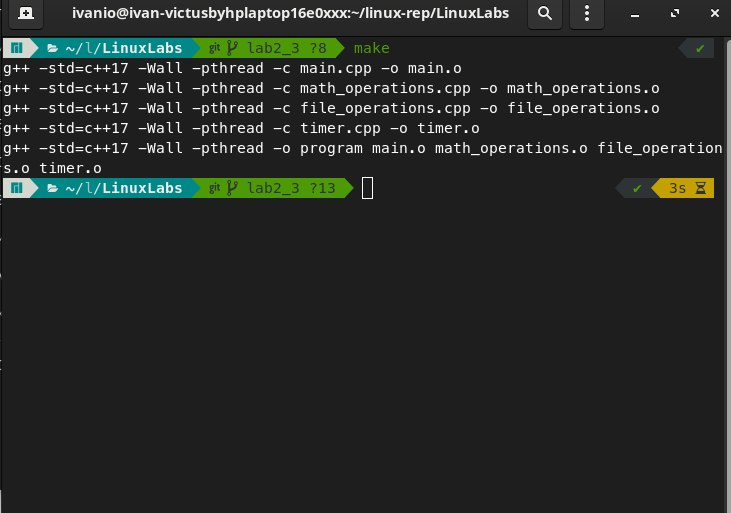 ivanio@ivan-victusbyhplaptop16e0xxx:~/linux-rep/LinuxLabs
~/l/LinuxLabs git lab2_3 ?8 make ✔
g++ -std=c++17 -Wall -pthread -c main.cpp -o main.o
g++ -std=c++17 -Wall -pthread -c math_operations.cpp -o math_operations.o
g++ -std=c++17 -Wall -pthread -c file_operations.cpp -o file_operations.o
g++ -std=c++17 -Wall -pthread -c timer.cpp -o timer.o
g++ -std=c++17 -Wall -pthread -o program main.o math_operations.o file_operation
s.o timer.o
~/l/LinuxLabs git lab2_3 ?13 ✔ 3s